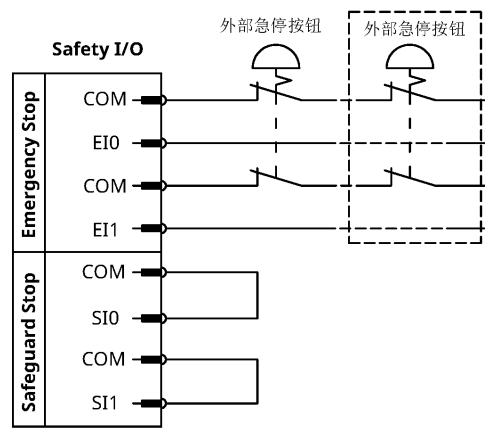 外部急停按钮
外部急停按钮
Safety I/O
Emergency Stop
COM
EI0
COM
EI1
Safeguard Stop
COM
SI0
COM
SI1